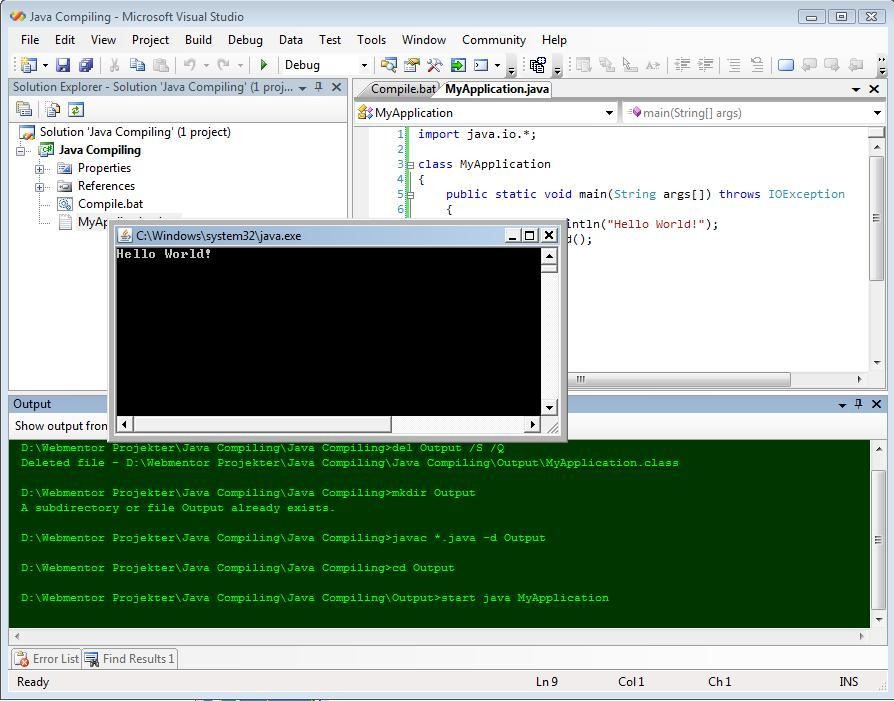 Java Compiling - Microsoft Visual Studio
File Edit View Project Build Debug Data Test Tools Window Community Help
Debug
Solution Explorer - Solution 'Java Compiling' (1 proj...
Solution 'Java Compiling' (1 project)
Java Compiling
Properties
References
Compile.bat
Compile.bat MyApplication.java
MyApplication main(String[] args)
1 import java.io.*;
2
3 class MyApplication
4 {
5 public static void main(String args[]) throws IOException
6 {
intln("Hello World!");
d();
C:\Windows\system32\java.exe
Hello World!
Output
Show output from
D:\Webmentor Projekter\Java Compiling\Java Compiling>del Output /S /Q
Deleted file - D:\Webmentor Projekter\Java Compiling\Java Compiling\Output\MyApplication.class
D:\Webmentor Projekter\Java Compiling\Java Compiling>mkdir Output
A subdirectory or file Output already exists.
D:\Webmentor Projekter\Java Compiling\Java Compiling>javac *.java -d Output
D:\Webmentor Projekter\Java Compiling\Java Compiling>cd Output
D:\Webmentor Projekter\Java Compiling\Java Compiling\Output>start java MyApplication
Error List Find Results 1
Ready Ln 9 Col 1 Ch 1 INS